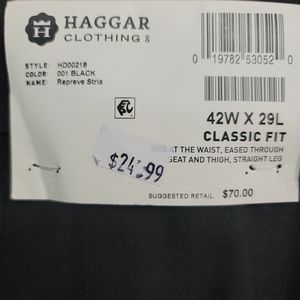 HAGGAR
CLOTHING CO
STYLE: HD00218
COLOR: 001 BLACK
NAME: Repreve Stria
0 19782 53052 0
42W X 29L
CLASSIC FIT
AT THE WAIST, EASED THROUGH
SEAT AND THIGH, STRAIGHT LEG
$24.99
SUGGESTED RETAIL $70.00